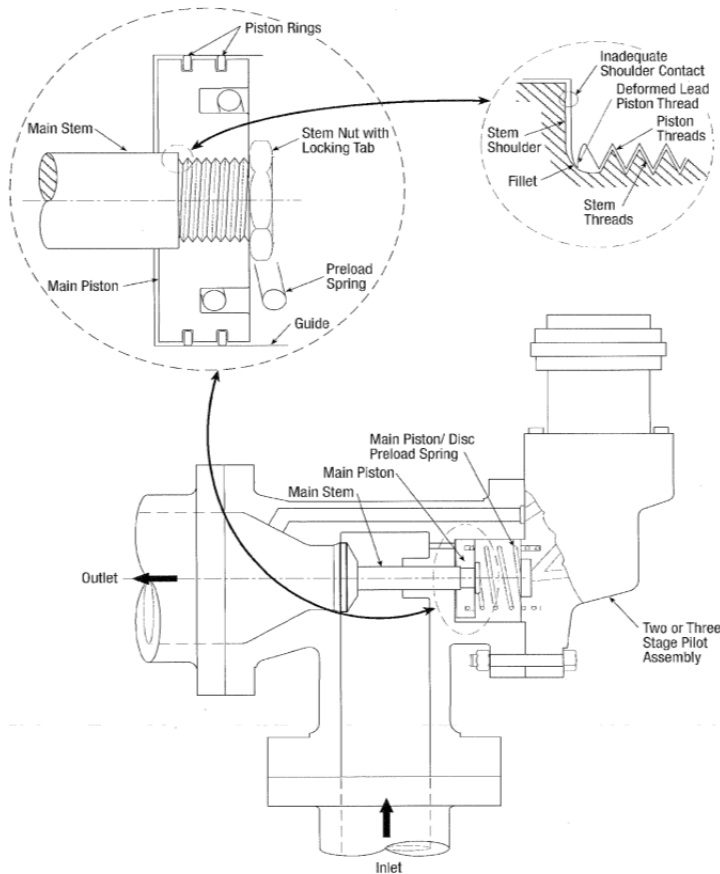 Piston Rings
Main Stem
Stem Nut with
Locking Tab
Main Piston
Preload
Spring
Guide
Inadequate
Shoulder Contact
Deformed Lead
Piston Thread
Stem
Shoulder
Piston
Threads
Fillet
Stem
Threads
Main Piston/ Disc
Preload Spring
Main Piston
Main Stem
Outlet
Two or Three
Stage Pilot
Assembly
Inlet